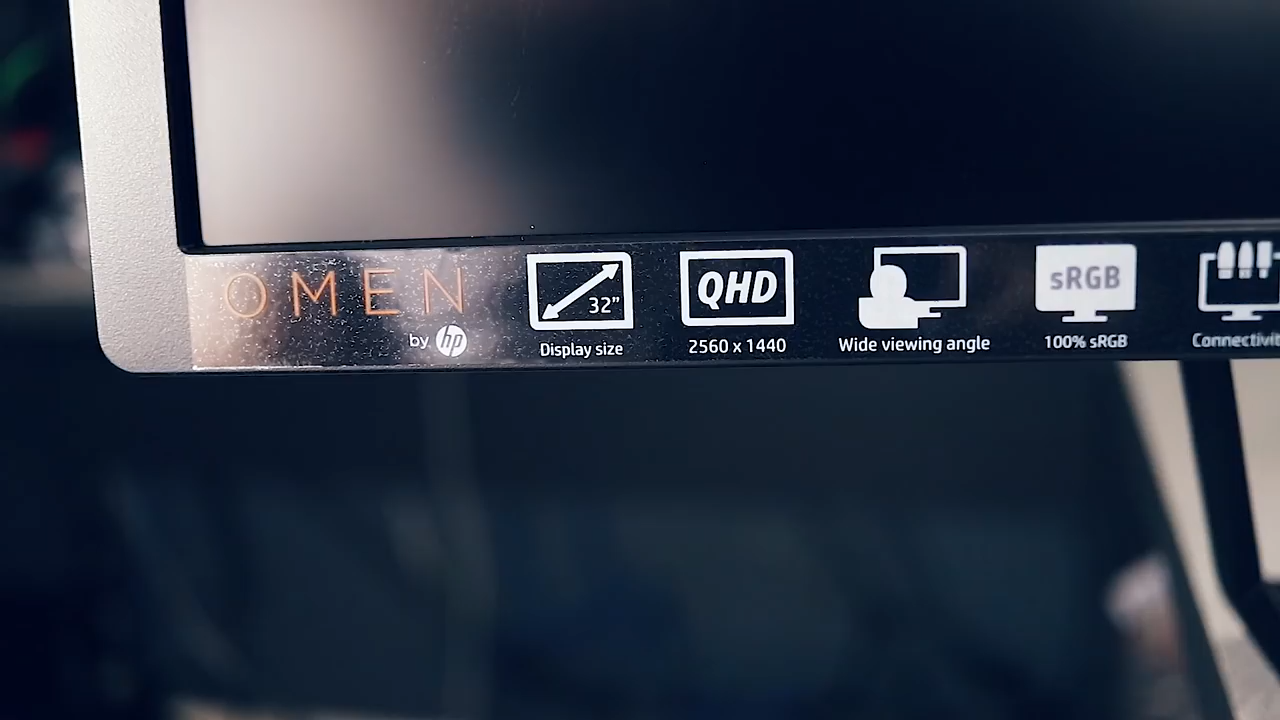 OMEN
by hp
32”
Display size
QHD
2560 x 1440
Wide viewing angle
sRGB
100% sRGB